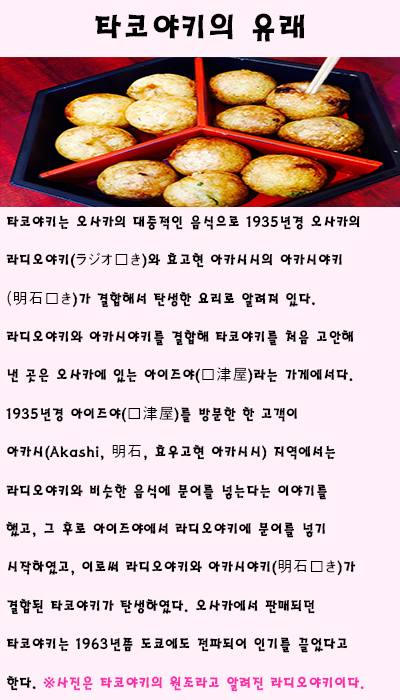 타코야키의 유래
타코야키는 오사카의 대중적인 음식으로 1935년경 오사카의
라디오야키(ラジオ□き)와 효고현 아카시시의 아카시야키
(明石□き)가 결합해서 탄생한 요리로 알려져 있다.
라디오야키와 아카시야키를 결합해 타코야키를 처음 고안해
낸 곳은 오사카에 있는 아이즈야(□津屋)라는 가게에서다.
1935년경 아이즈야(□津屋)를 방문한 한 고객이
아카시(Akashi, 明石, 효우고현 아카시시) 지역에서는
라디오야키와 비슷한 음식에 문어를 넣는다는 이야기를
했고, 그 후로 아이즈야에서 라디오야키에 문어를 넣기
시작하였고, 이로써 라디오야키와 아카시야키(明石□き)가
결합된 타코야키가 탄생하였다. 오사카에서 판매되던
타코야키는 1963년쯤 도쿄에도 전파되어 인기를 끌었다고
한다. ※사진은 타코야키의 원조라고 알려진 라디오야키이다.